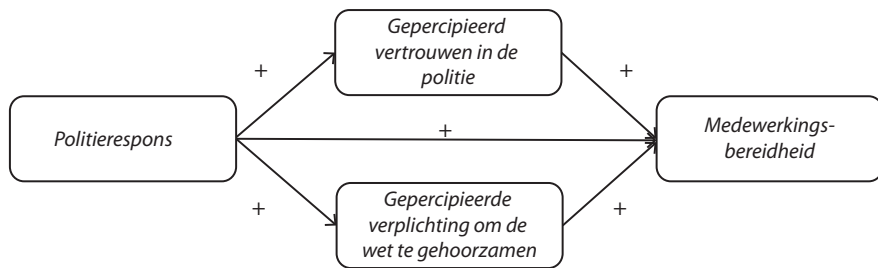 Gepercipieerd
vertrouwen in de
politie
+
+
Politierespons
+
Medewerkings-
bereidheid
+
Gepercipieerde
verplichting om de
wet te gehoorzamen
+